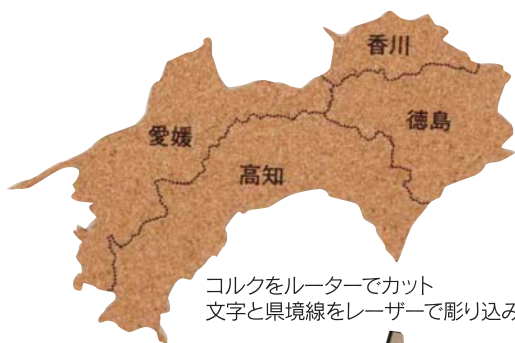 香川
徳島
愛媛
高知
コルクをルーターでカット
文字と県境線をレーザーで彫り込み